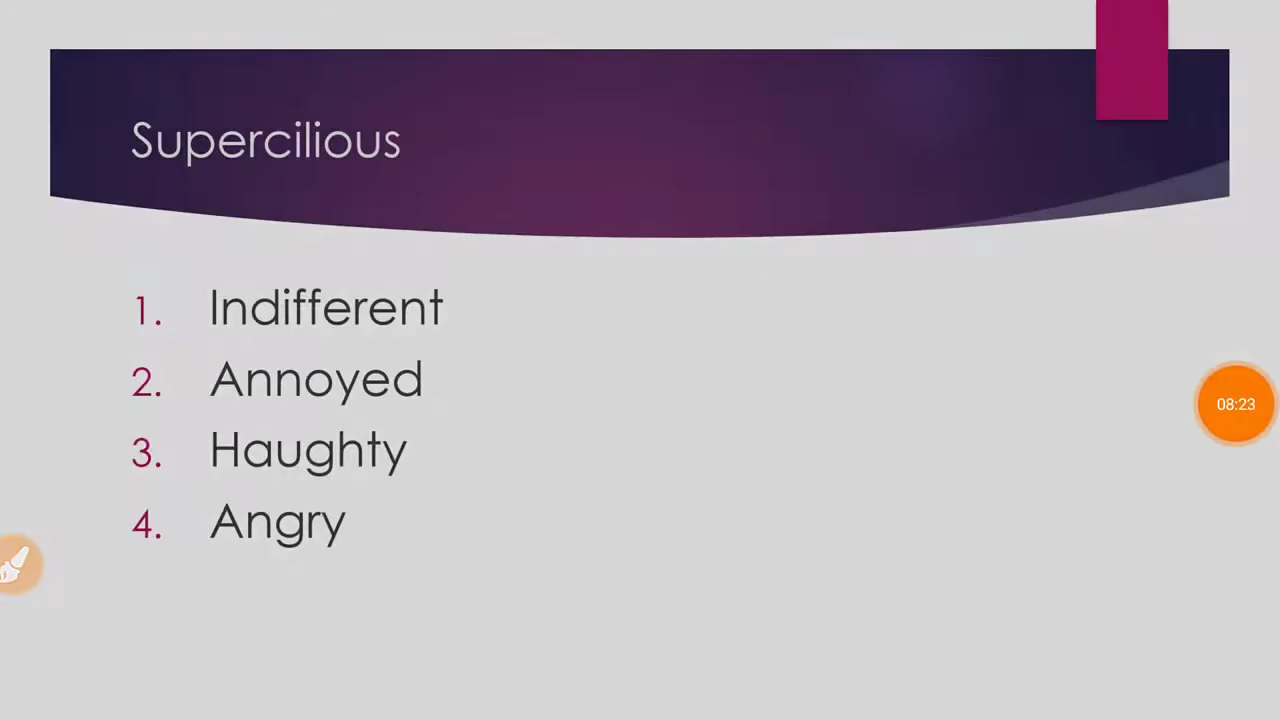 Supercilious
1. Indifferent
2. Annoyed
3. Haughty
4. Angry
08:23